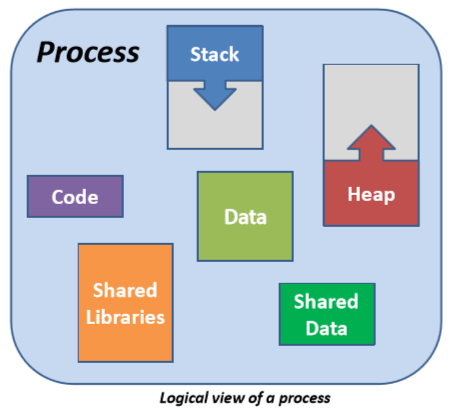 Process
Stack
Code
Data
Heap
Shared
Libraries
Shared
Data
Logical view of a process